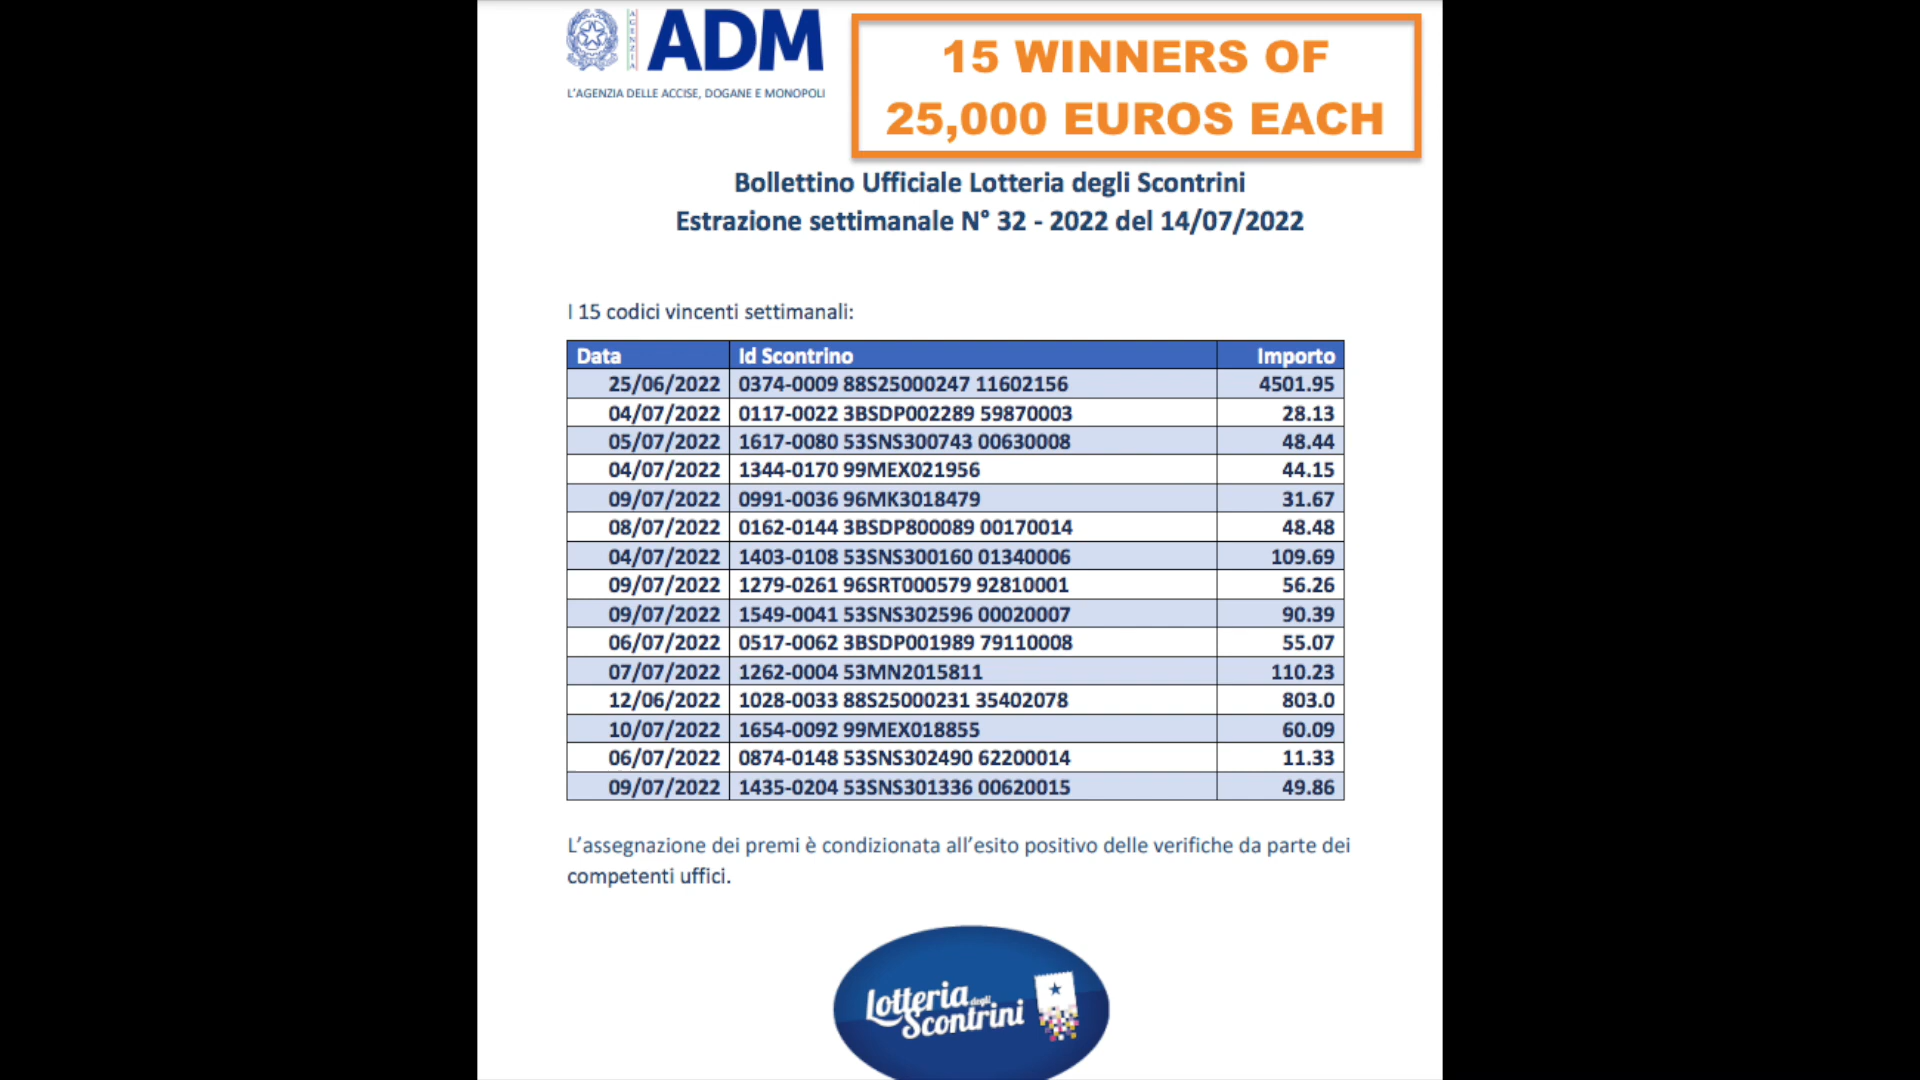 AGENZIA
ADM
L'AGENZIA DELLE ACCISE, DOGANE E MONOPOLI
15 WINNERS OF
25,000 EUROS EACH
Bollettino Ufficiale Lotteria degli Scontrini
Estrazione settimanale N° 32 - 2022 del 14/07/2022
I 15 codici vincenti settimanali:
Data Id Scontrino Importo
25/06/2022 0374-0009 88S25000247 11602156 4501.95
04/07/2022 0117-0022 3BSDP002289 59870003 28.13
05/07/2022 1617-0080 53SNS300743 00630008 48.44
04/07/2022 1344-0170 99MEX021956 44.15
09/07/2022 0991-0036 96MK3018479 31.67
08/07/2022 0162-0144 3BSDP800089 00170014 48.48
04/07/2022 1403-0108 53SNS300160 01340006 109.69
09/07/2022 1279-0261 96SRT000579 92810001 56.26
09/07/2022 1549-0041 53SNS302596 00020007 90.39
06/07/2022 0517-0062 3BSDP001989 79110008 55.07
07/07/2022 1262-0004 53MN2015811 110.23
12/06/2022 1028-0033 88S25000231 35402078 803.0
10/07/2022 1654-0092 99MEX018855 60.09
06/07/2022 0874-0148 53SNS302490 62200014 11.33
09/07/2022 1435-0204 53SNS301336 00620015 49.86
L'assegnazione dei premi è condizionata all'esito positivo delle verifiche da parte dei
competenti uffici.
Lotteria degli
Scontrini